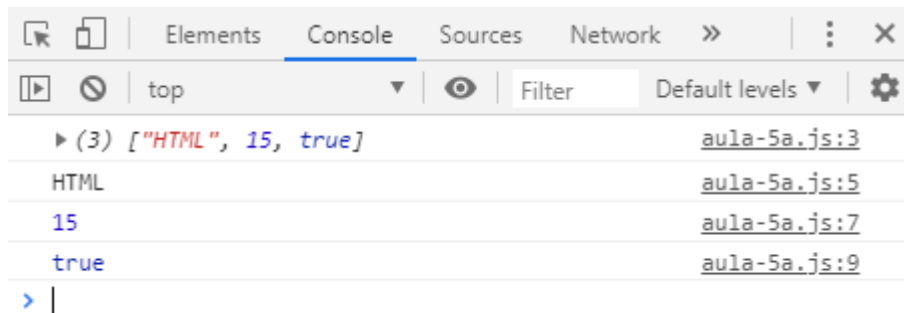 Elements Console Sources Network »
top ▼ Filter Default levels ▼
▶ (3) ["HTML", 15, true] aula-5a.js:3
HTML aula-5a.js:5
15 aula-5a.js:7
true aula-5a.js:9
>